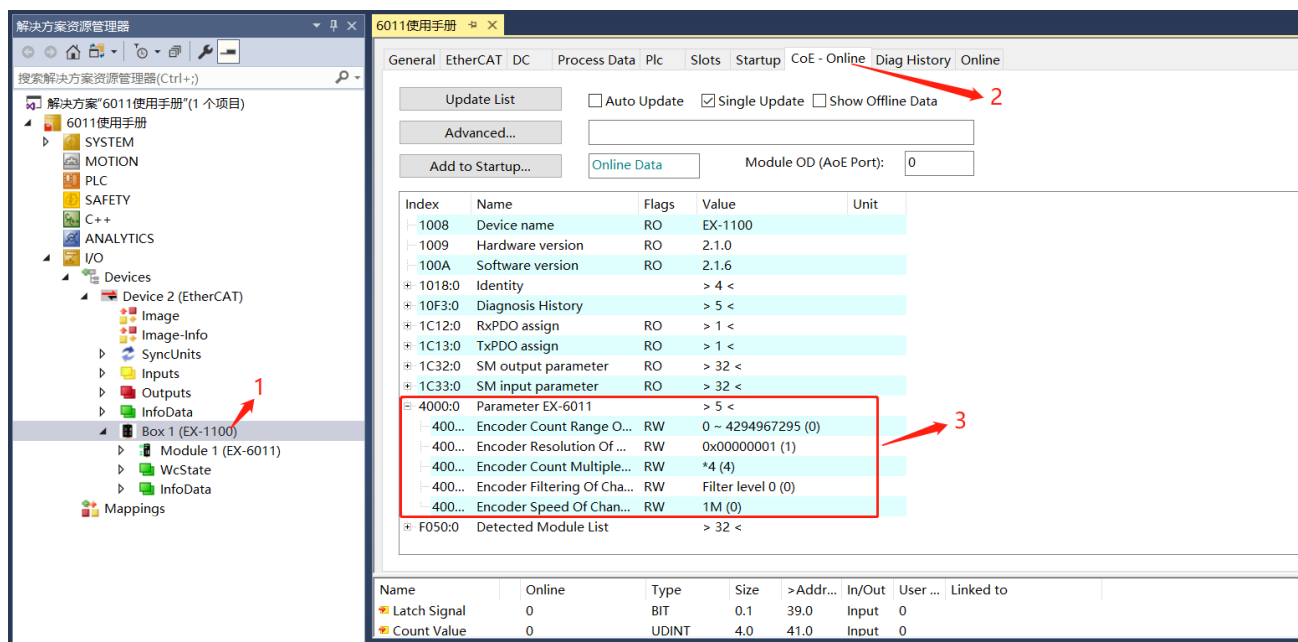 解决方案资源管理器
搜索解决方案资源管理器(Ctrl+;)
解决方案"6011使用手册"(1 个项目)
6011使用手册
SYSTEM
MOTION
PLC
SAFETY
C++
ANALYTICS
I/O
Devices
Device 2 (EtherCAT)
Image
Image-Info
SyncUnits
Inputs
Outputs
InfoData
1
Box 1 (EX-1100)
Module 1 (EX-6011)
WcState
InfoData
Mappings
6011使用手册
General EtherCAT DC Process Data Plc Slots Startup CoE - Online Diag History Online
2
Update List Auto Update Single Update Show Offline Data
Advanced...
Add to Startup... Online Data Module OD (AoE Port): 0
Index Name Flags Value Unit
1008 Device name RO EX-1100
1009 Hardware version RO 2.1.0
100A Software version RO 2.1.6
1018:0 Identity > 4 <
10F3:0 Diagnosis History > 5 <
1C12:0 RxPDO assign RO > 1 <
1C13:0 TxPDO assign RO > 1 <
1C32:0 SM output parameter RO > 32 <
1C33:0 SM input parameter RO > 32 <
4000:0 Parameter EX-6011 > 5 <
400... Encoder Count Range O... RW 0 ~ 4294967295 (0)
3
400... Encoder Resolution Of ... RW 0x00000001 (1)
400... Encoder Count Multiple... RW *4 (4)
400... Encoder Filtering Of Cha... RW Filter level 0 (0)
400... Encoder Speed Of Chan... RW 1M (0)
F050:0 Detected Module List > 32 <
Name Online Type Size >Addr... In/Out User ... Linked to
Latch Signal 0 BIT 0.1 39.0 Input 0
Count Value 0 UDINT 4.0 41.0 Input 0